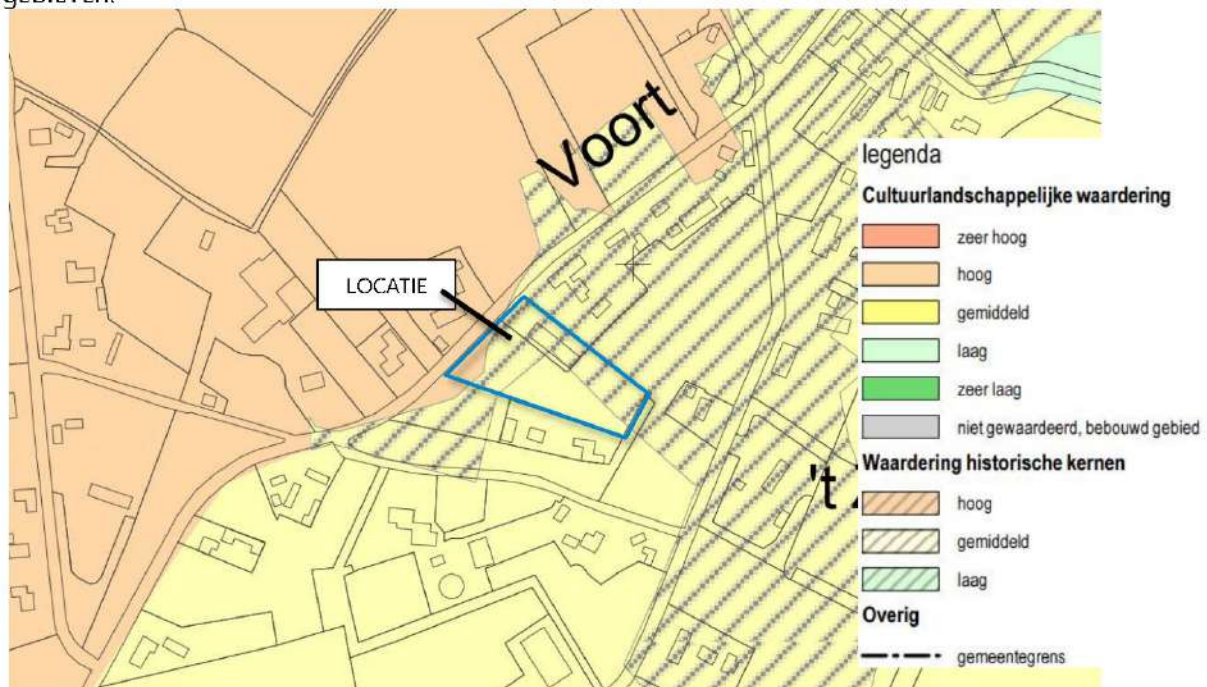 Voort
LOCATIE
't
legenda
Cultuurlandschappelijke waardering
zeer hoog
hoog
gemiddeld
laag
zeer laag
niet gewaardeerd, bebouwd gebied
Waardering historische kernen
hoog
gemiddeld
laag
Overig
gemeentegrens